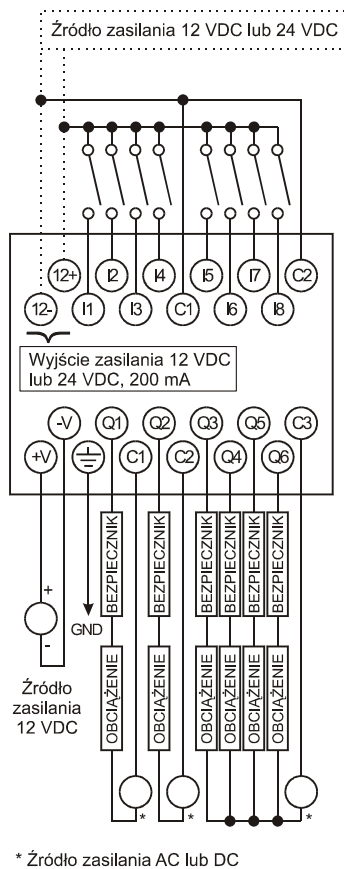 Źródło zasilania 12 VDC lub 24 VDC
12+ I2 I4 I5 I7 C2
12- I1 I3 C1 I6 I8
Wyjście zasilania 12 VDC
lub 24 VDC, 200 mA
-V Q1 Q2 Q3 Q5 C3
+V C1 C2 Q4 Q6
BEZPIECZNIK BEZPIECZNIK BEZPIECZNIK BEZPIECZNIK BEZPIECZNIK BEZPIECZNIK
+
-
GND
Źródło
zasilania
12 VDC
OBCIĄŻENIE OBCIĄŻENIE OBCIĄŻENIE OBCIĄŻENIE OBCIĄŻENIE OBCIĄŻENIE
* * *
* Źródło zasilania AC lub DC